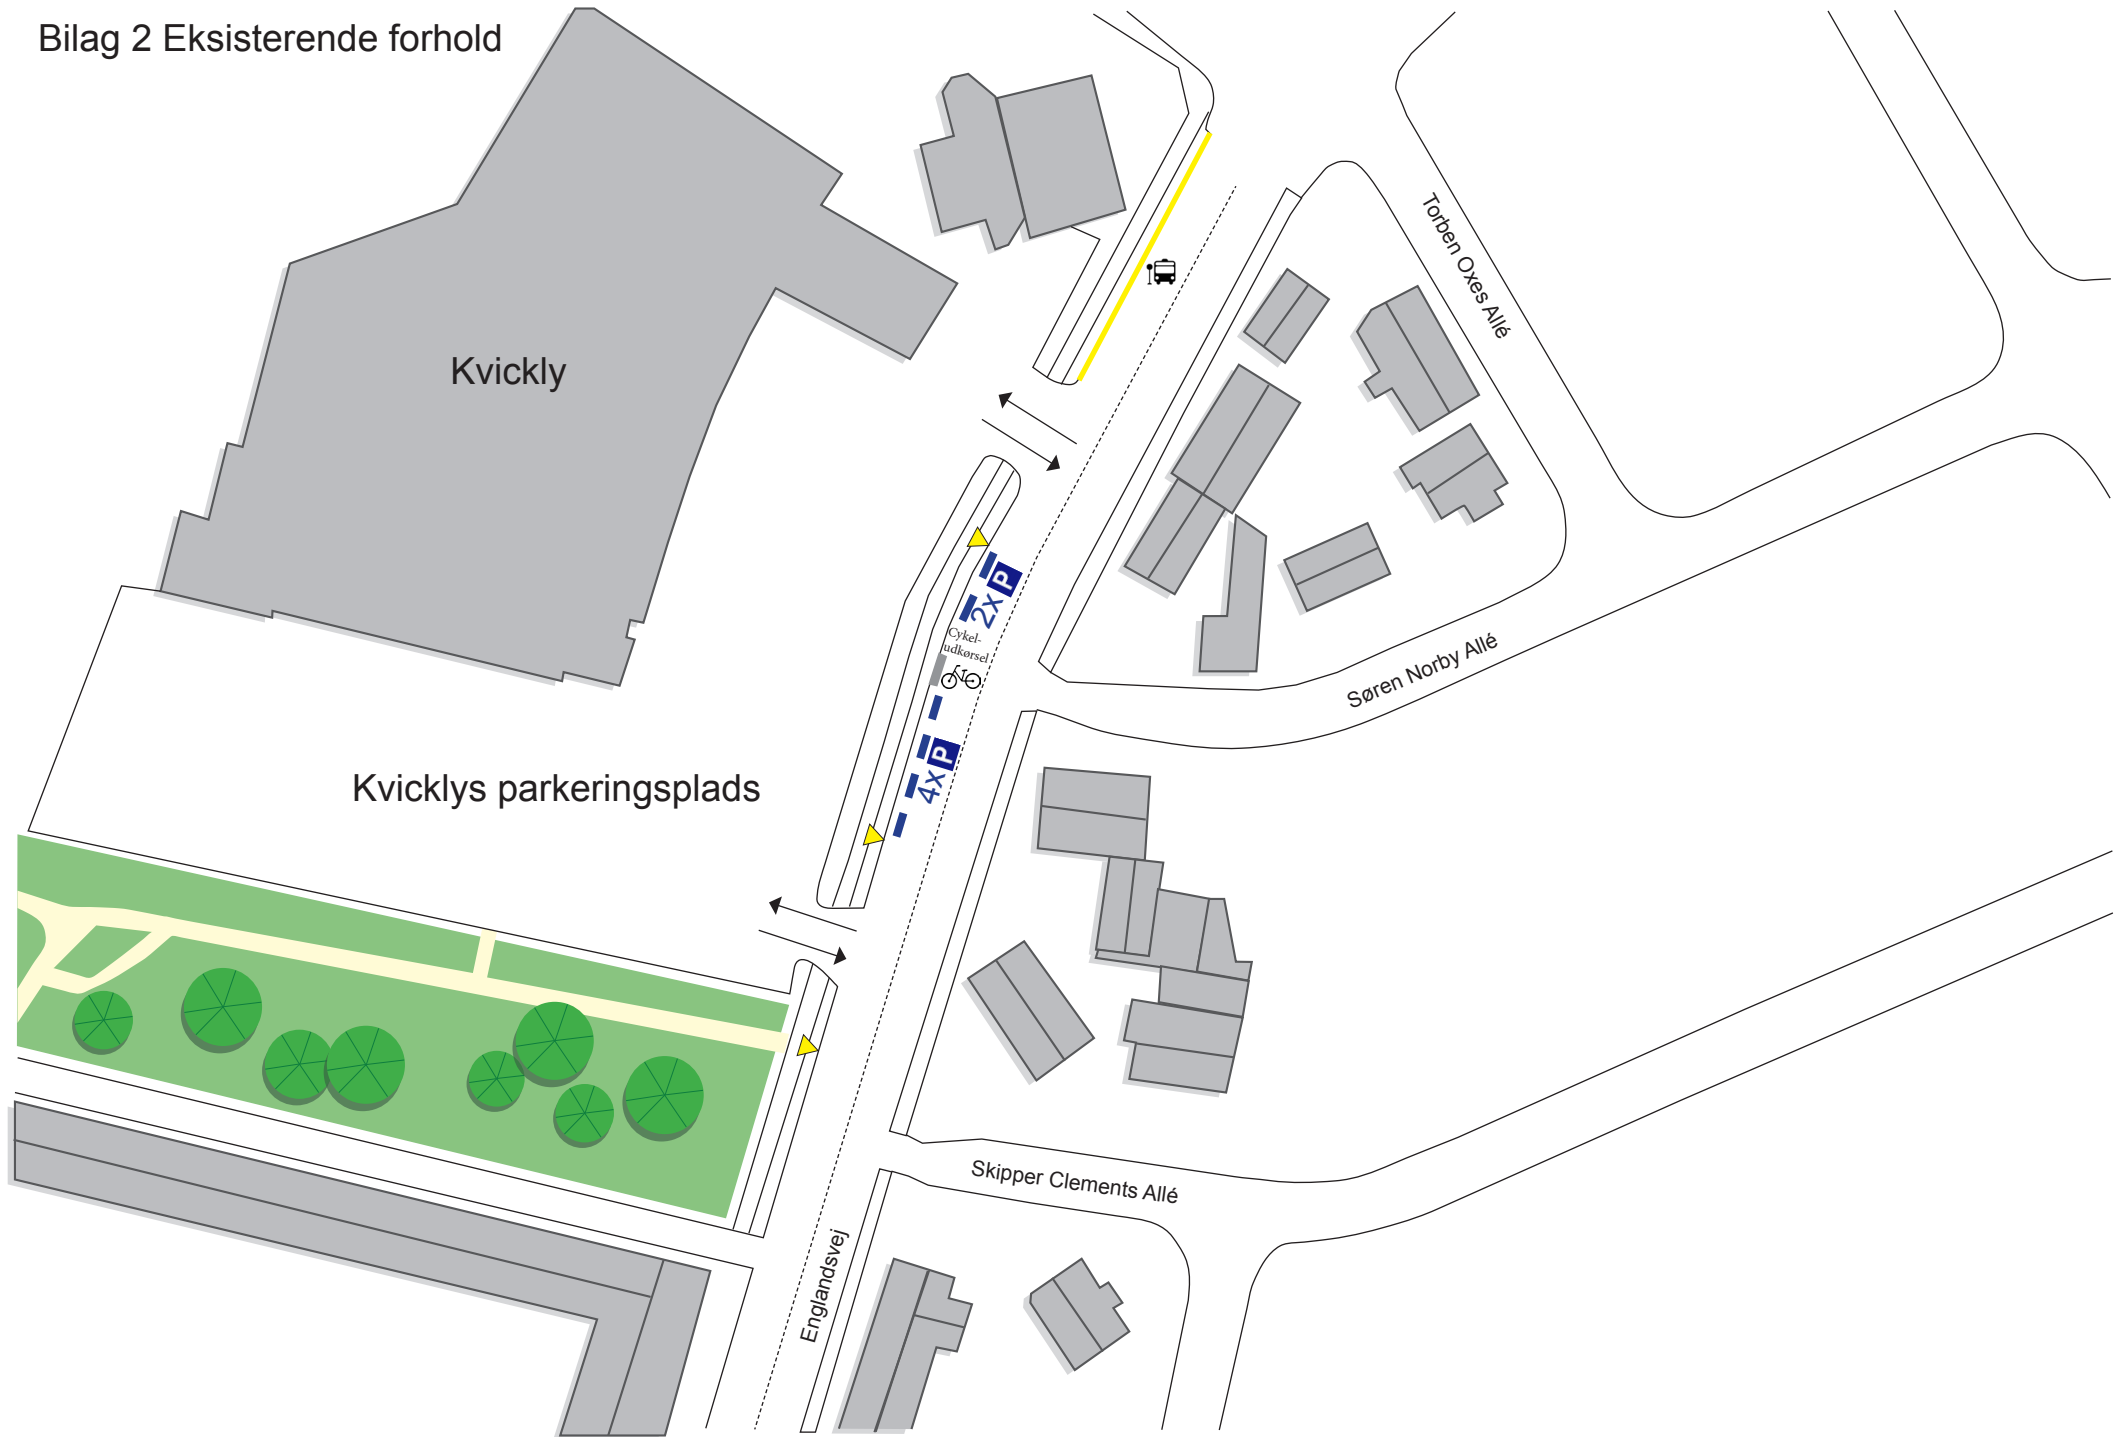 Bilag 2 Eksisterende forhold
Kvickly
Torben Oxes Allé
2x P
Cykel-
udkørsel
Søren Norby Allé
4x P
Kvicklys parkeringsplads
Skipper Clements Allé
Englandsvej